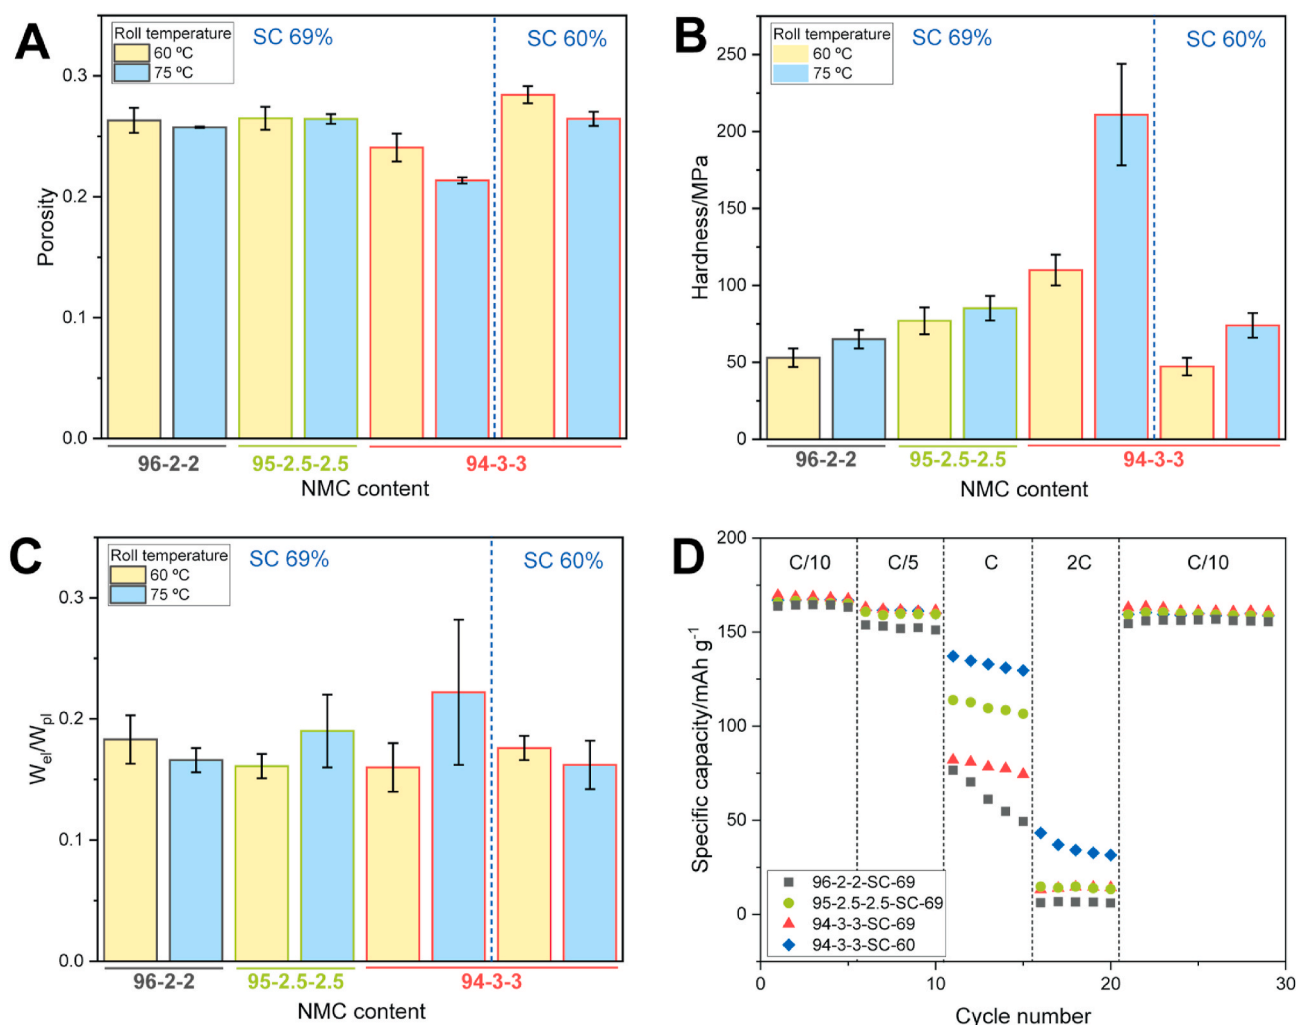 A
Roll temperature
60 ºC
75 ºC
SC 69%
SC 60%
0.3
0.2
0.1
0.0
Porosity
96-2-2
95-2.5-2.5
94-3-3
NMC content
B
Roll temperature
60 ºC
75 ºC
SC 69%
SC 60%
250
200
150
100
50
0
Hardness/MPa
96-2-2
95-2.5-2.5
94-3-3
NMC content
C
Roll temperature
60 ºC
75 ºC
SC 69%
SC 60%
0.3
0.2
0.1
0.0
Wel/Wpl
96-2-2
95-2.5-2.5
94-3-3
NMC content
D
200
150
100
50
0
Specific capacity/mAh g⁻¹
C/10
C/5
C
2C
C/10
96-2-2-SC-69
95-2.5-2.5-SC-69
94-3-3-SC-69
94-3-3-SC-60
0
10
20
30
Cycle number